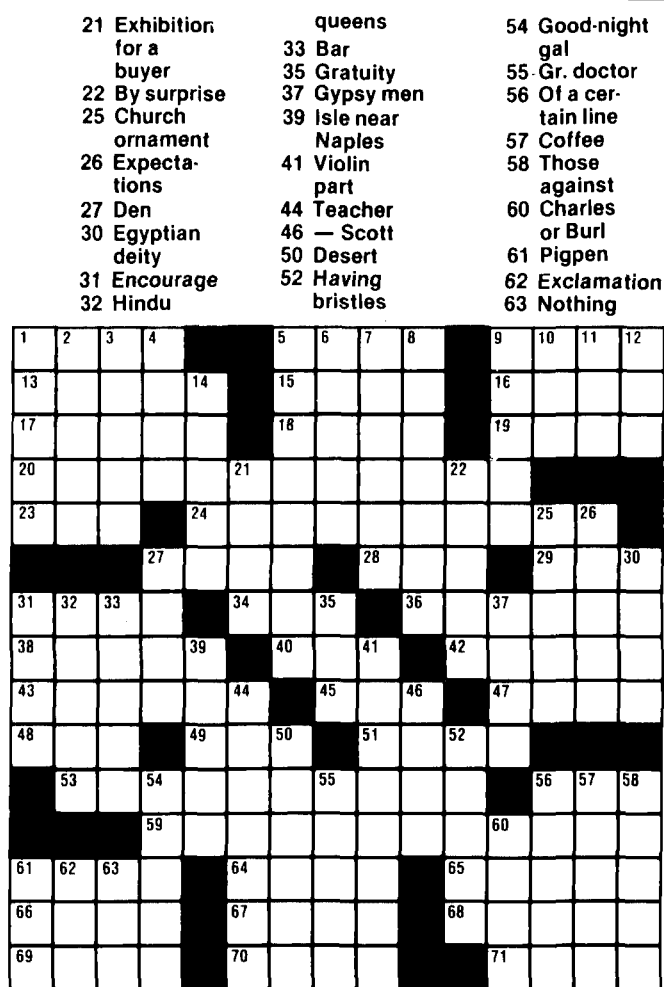 21 Exhibition
for a
buyer
22 By surprise
25 Church
ornament
26 Expecta-
tions
27 Den
30 Egyptian
deity
31 Encourage
32 Hindu
queens
33 Bar
35 Gratuity
37 Gypsy men
39 Isle near
Naples
41 Violin
part
44 Teacher
46 — Scott
50 Desert
52 Having
bristles
54 Good-night
gal
55 Gr. doctor
56 Of a cer-
tain line
57 Coffee
58 Those
against
60 Charles
or Burl
61 Pigpen
62 Exclamation
63 Nothing
1 2 3 4 5 6 7 8 9 10 11 12
13 14 15 16
17 18 19
20 21 22
23 24 25 26
27 28 29 30
31 32 33 34 35 36 37
38 39 40 41 42
43 44 45 46 47
48 49 50 51 52
53 54 55 56 57 58
59 60
61 62 63 64 65
66 67 68
69 70 71